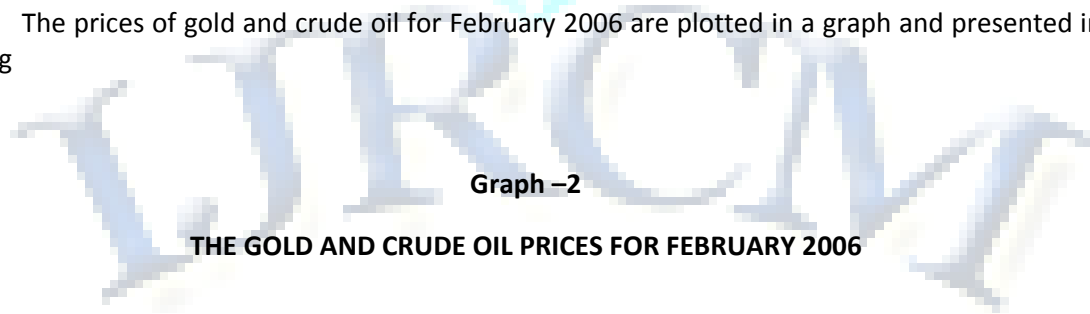 The prices of gold and crude oil for February 2006 are plotted in a graph and presented in
g
IJRCM
Graph –2
THE GOLD AND CRUDE OIL PRICES FOR FEBRUARY 2006